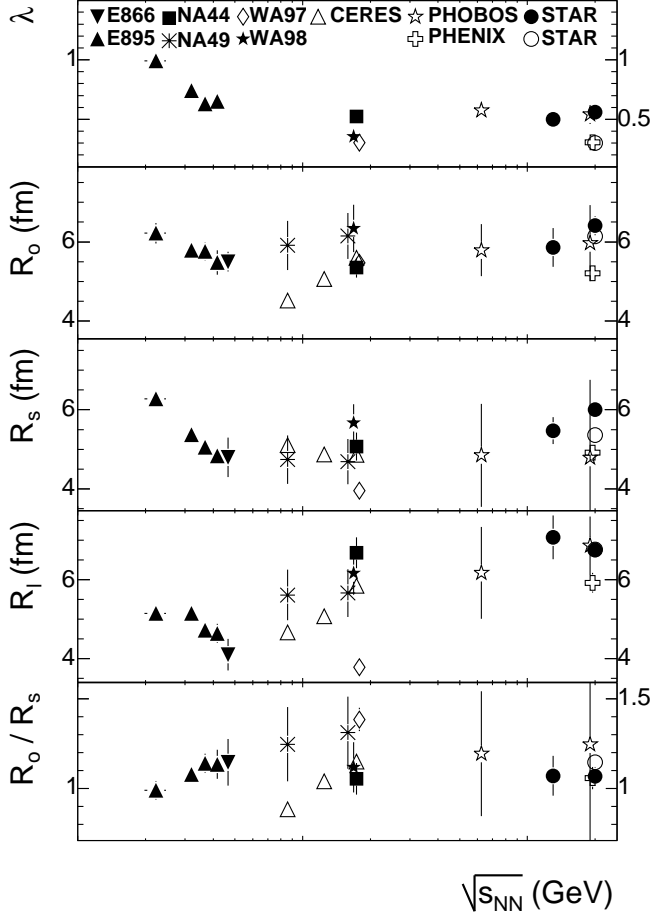 λ
E866 NA44 WA97 CERES PHOBOS STAR
E895 NA49 WA98 PHENIX STAR
1 1
0.5
R_o (fm)
6 6
4 4
R_s (fm)
6 6
4 4
R_l (fm)
6 6
4 4
R_o / R_s
1.5
1 1
√s_NN (GeV)